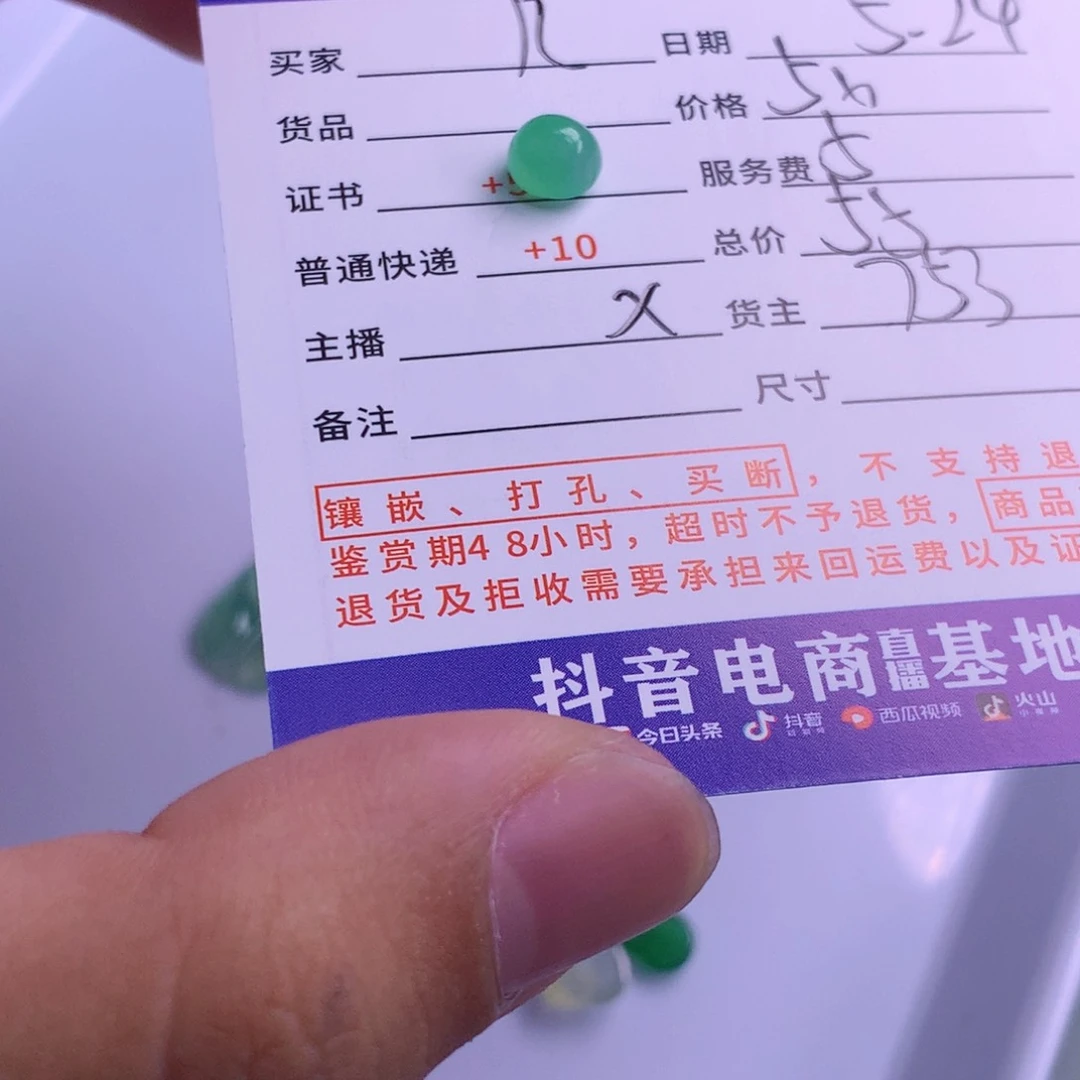 买家 日期 5-24
货品 价格 50
证书 +5 服务费 5
普通快递 +10 总价 55
主播 X 货主 753
备注 尺寸
镶嵌、打孔、买断，不支持退
鉴赏期48小时，超时不予退货，商品
退货及拒收需要承担来回运费以及证
抖音电商直播基地
今日头条 抖音 西瓜视频 火山